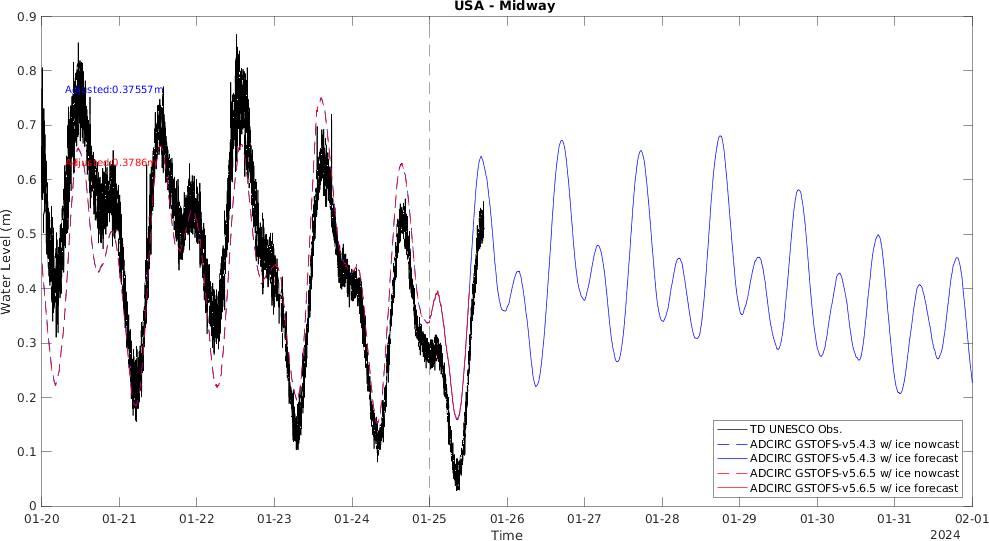 USA - Midway
0.9
0.8
0.7
0.6
0.5
0.4
0.3
0.2
0.1
0
Water Level (m)
Adjusted:0.37557m
Adjusted:0.3786m
TD UNESCO Obs.
ADCIRC GSTOFS-v5.4.3 w/ ice nowcast
ADCIRC GSTOFS-v5.4.3 w/ ice forecast
ADCIRC GSTOFS-v5.6.5 w/ ice nowcast
ADCIRC GSTOFS-v5.6.5 w/ ice forecast
01-20 01-21 01-22 01-23 01-24 01-25 01-26 01-27 01-28 01-29 01-30 01-31 02-01
Time
2024